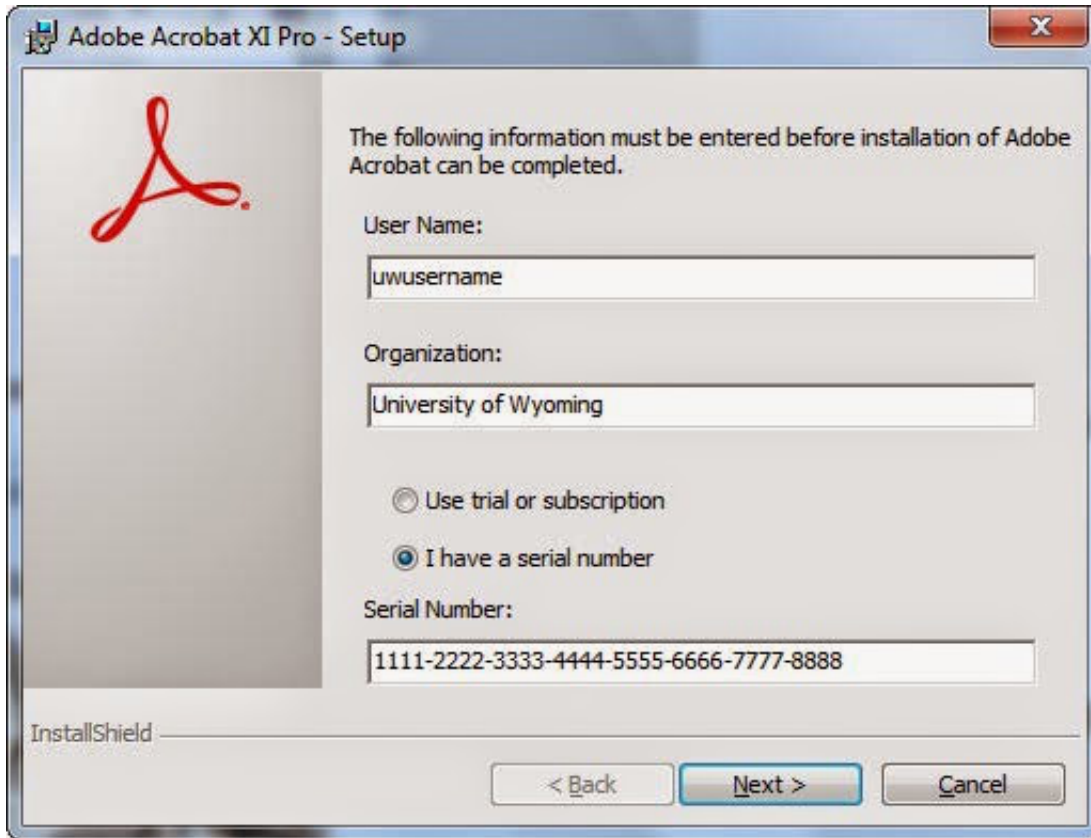 Adobe Acrobat XI Pro - Setup
The following information must be entered before installation of Adobe
Acrobat can be completed.
User Name:
uwusername
Organization:
University of Wyoming
Use trial or subscription
I have a serial number
Serial Number:
1111-2222-3333-4444-5555-6666-7777-8888
InstallShield
< Back Next > Cancel